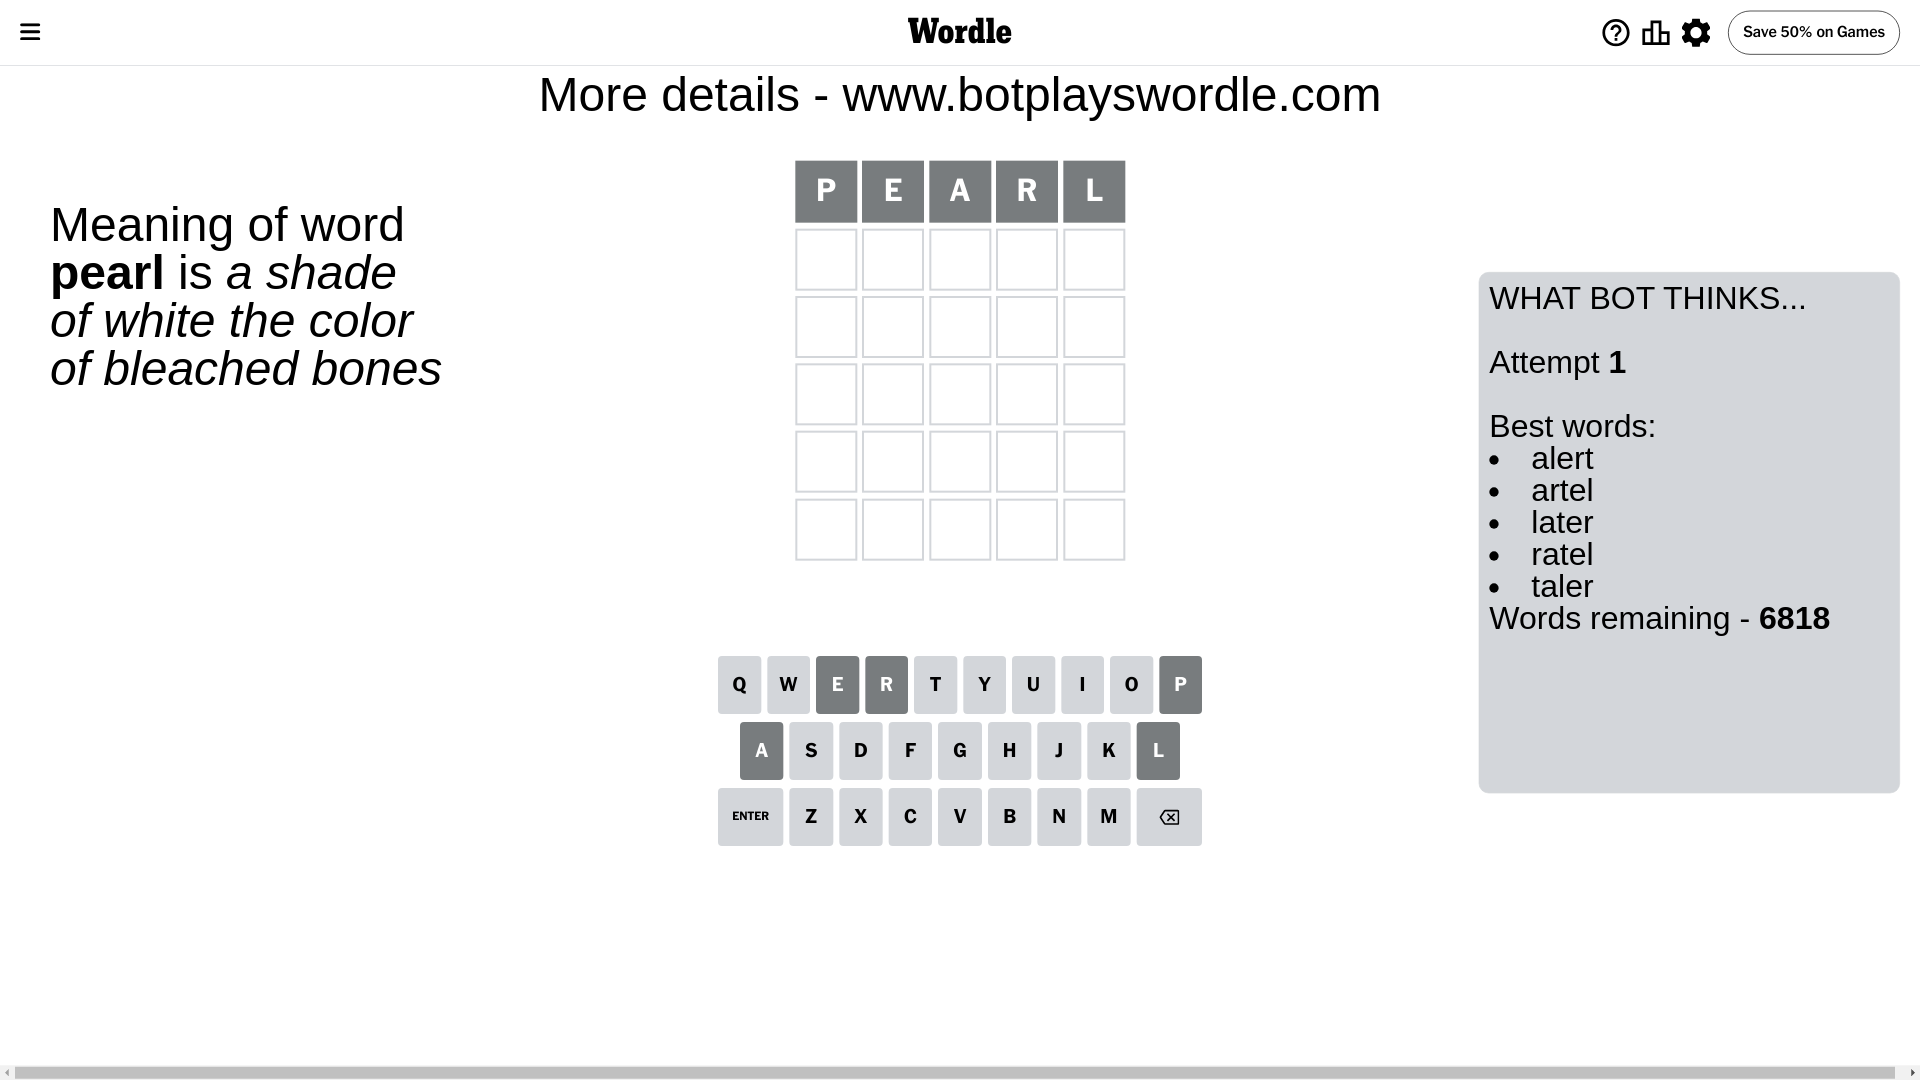 Wordle
Save 50% on Games
More details - www.botplayswordle.com
Meaning of word
pearl is a shade
of white the color
of bleached bones
P E A R L
WHAT BOT THINKS...
Attempt 1
Best words:
• alert
• artel
• later
• ratel
• taler
Words remaining - 6818
Q W E R T Y U I O P
A S D F G H J K L
ENTER Z X C V B N M